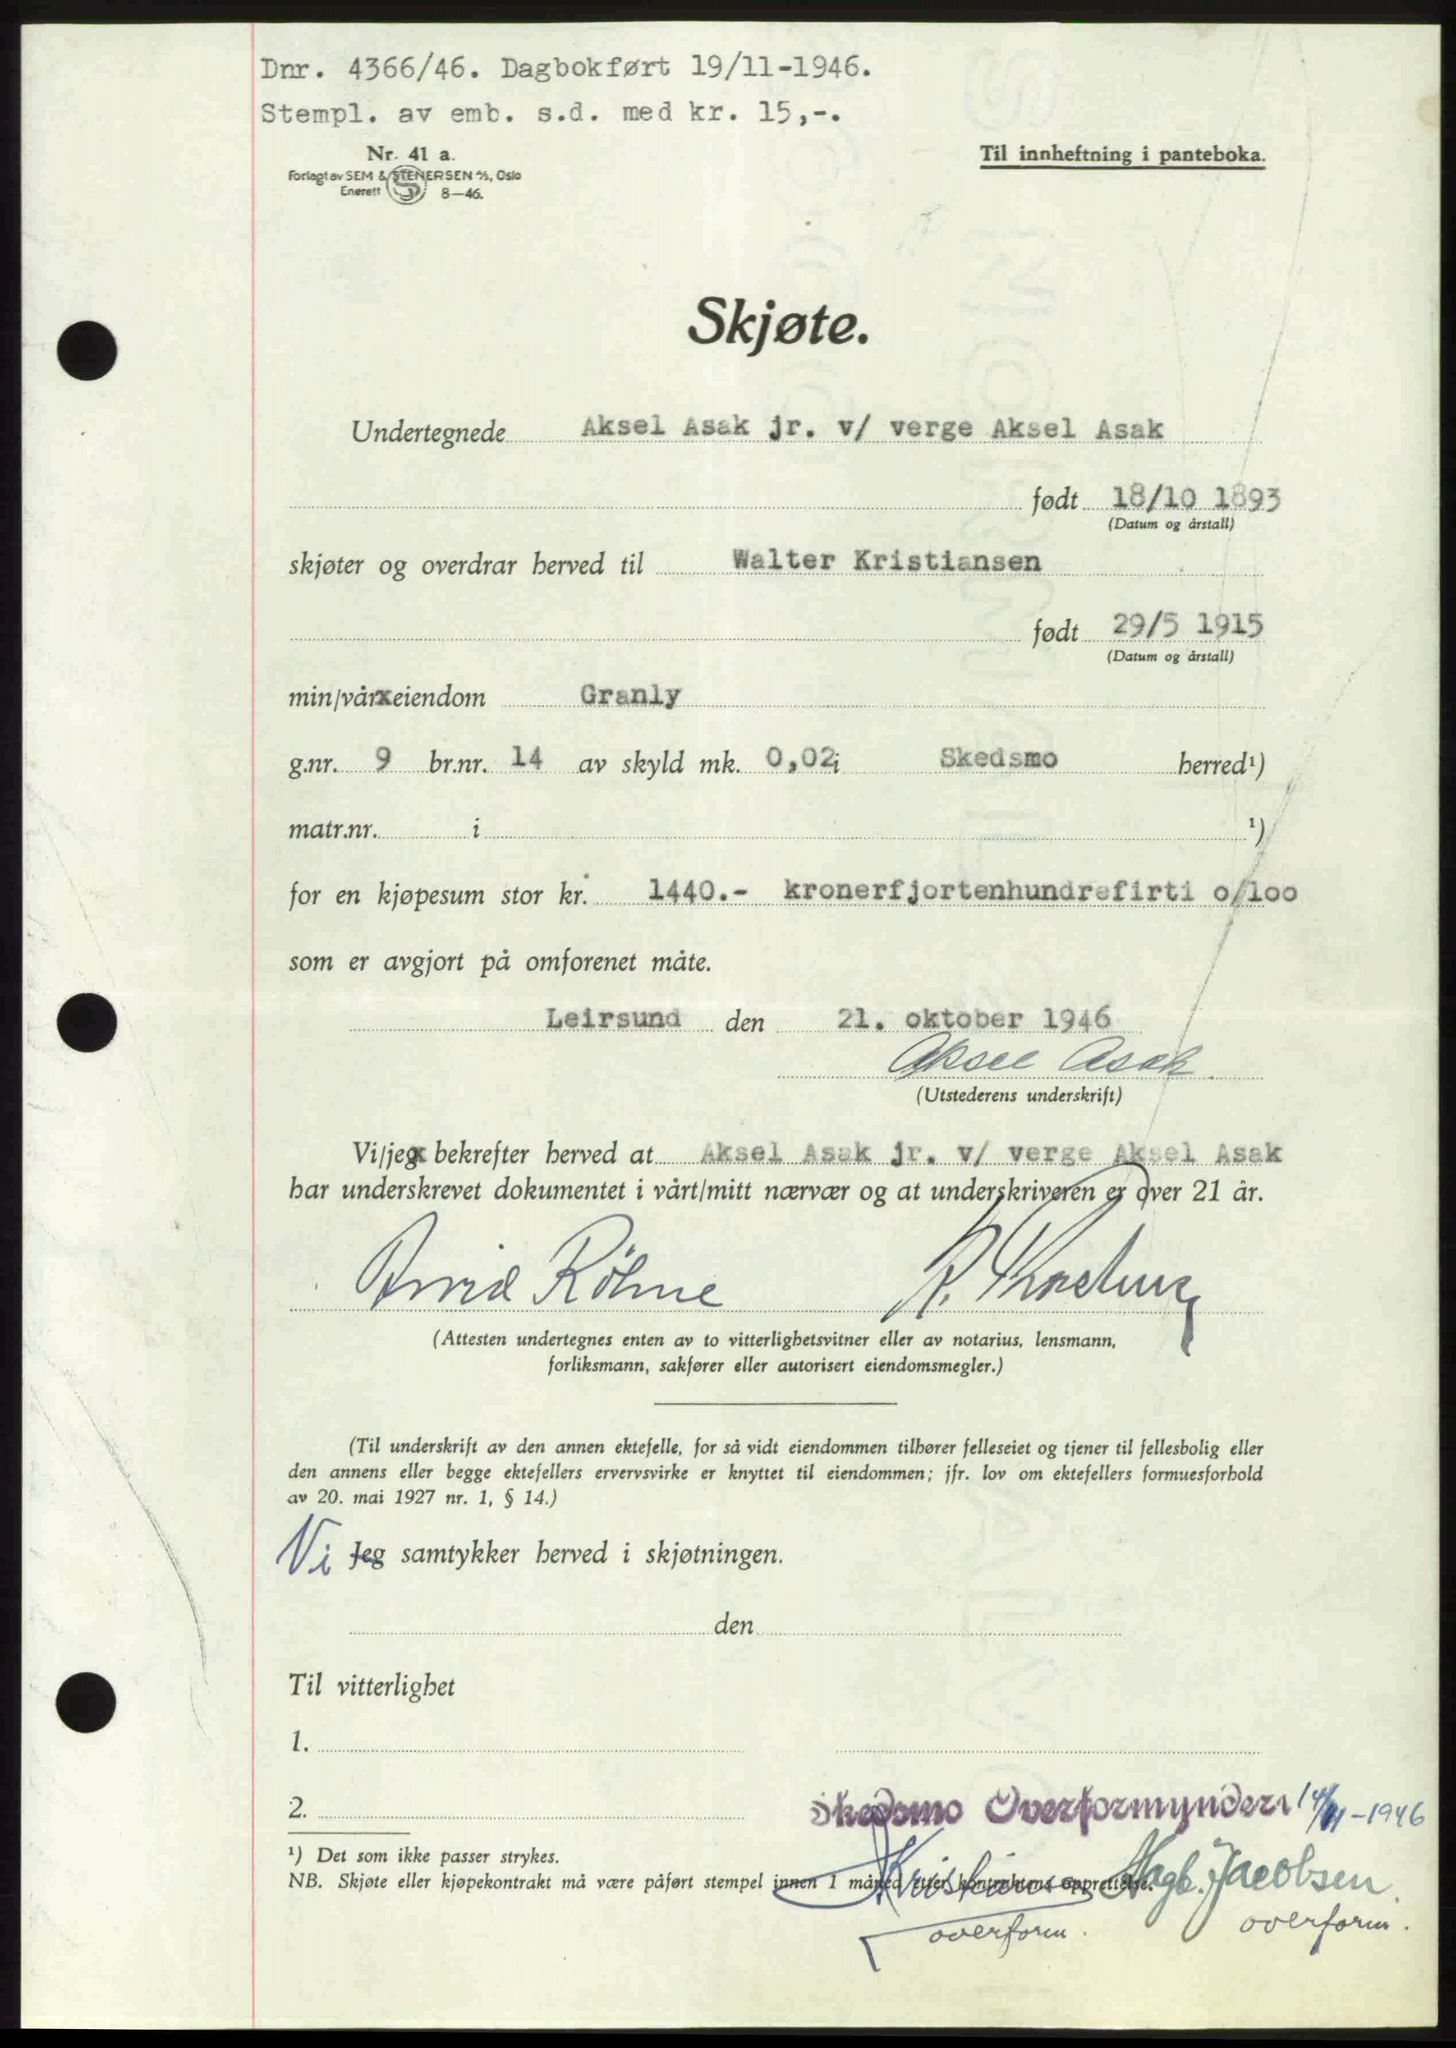 Dnr. 4366/46. Dagbokført 19/11-1946.
Stempl. av emb. s.d. med kr. 15,-.
Nr. 41 a.
Til innheftning i panteboka.
Forlagt av SEM & STENERSEN A/S, Oslo
Enerett 8—46.
Skjøte.
Undertegnede Aksel Asak jr. v/ verge Aksel Asak
født 18/10 1893
(Datum og årstall)
skjøter og overdrar herved til Walter Kristiansen
født 29/5 1915
(Datum og årstall)
min/vårx eiendom Granly
g.nr. 9 br.nr. 14 av skyld mk. 0,02 i Skedsmo herred¹)
matr.nr. i ¹)
for en kjøpesum stor kr. 1440.- kronerfjortenhundrefirti o/loo
som er avgjort på omforenet måte.
Leirsund den 21. oktober 1946
Aksel Asak
(Utstederens underskrift)
Vi/jegx bekrefter herved at Aksel Asak jr. v/ verge Aksel Asak
har underskrevet dokumentet i vårt/mitt nærvær og at underskriveren er over 21 år.
Arvid Röhne
(Attesten undertegnes enten av to vitterlighetsvitner eller av notarius, lensmann,
forliksmann, sakfører eller autorisert eiendomsmegler.)
(Til underskrift av den annen ektefelle, for så vidt eiendommen tilhører felleseiet og tjener til fellesbolig eller
den annens eller begge ektefellers ervervsvirke er knyttet til eiendommen; jfr. lov om ektefellers formuesforhold
av 20. mai 1927 nr. 1, § 14.)
Vi Jeg samtykker herved i skjøtningen.
den
Til vitterlighet
1.
2.
Skedsmo Overformynderi 14/11-1946
¹) Det som ikke passer strykes.
NB. Skjøte eller kjøpekontrakt må være påført stempel innen 1 måned etter kontraktens opprettelse.
Kristiansen Hagb. Jacobsen
overform. overform.